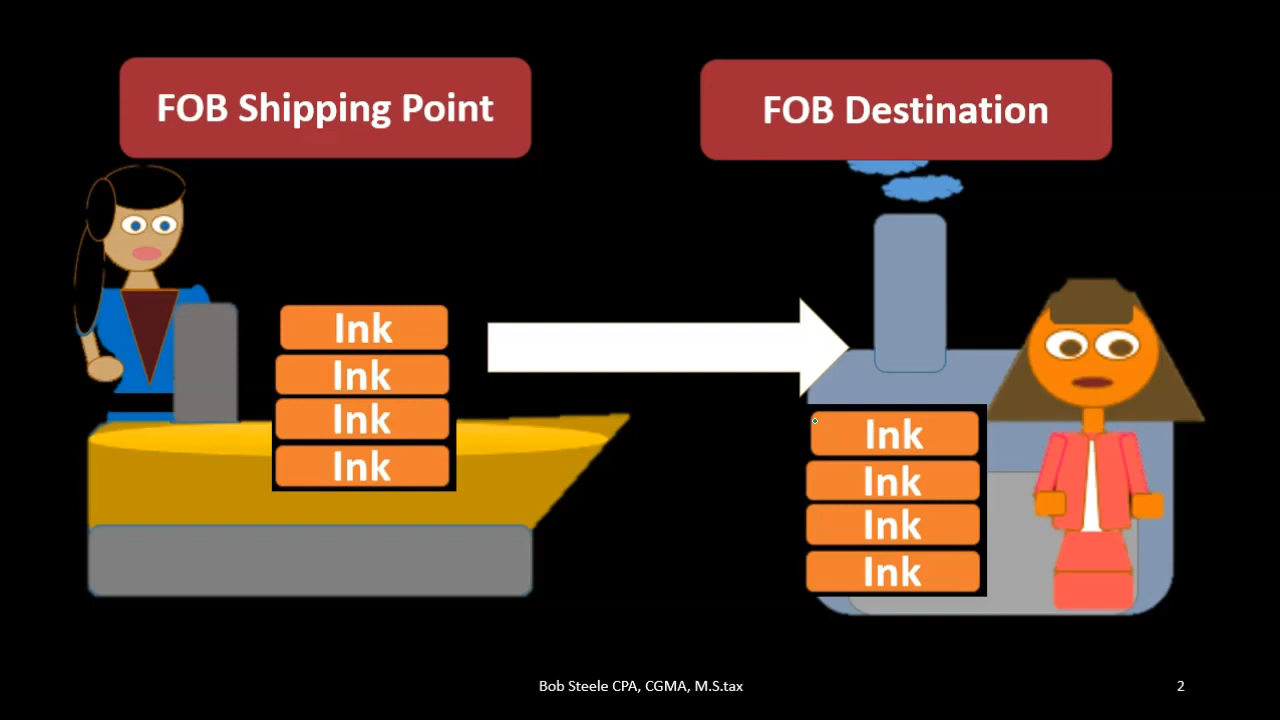 FOB Shipping Point
FOB Destination
Ink
Ink
Ink
Ink
Ink
Ink
Ink
Ink
Bob Steele CPA, CGMA, M.S.tax
2